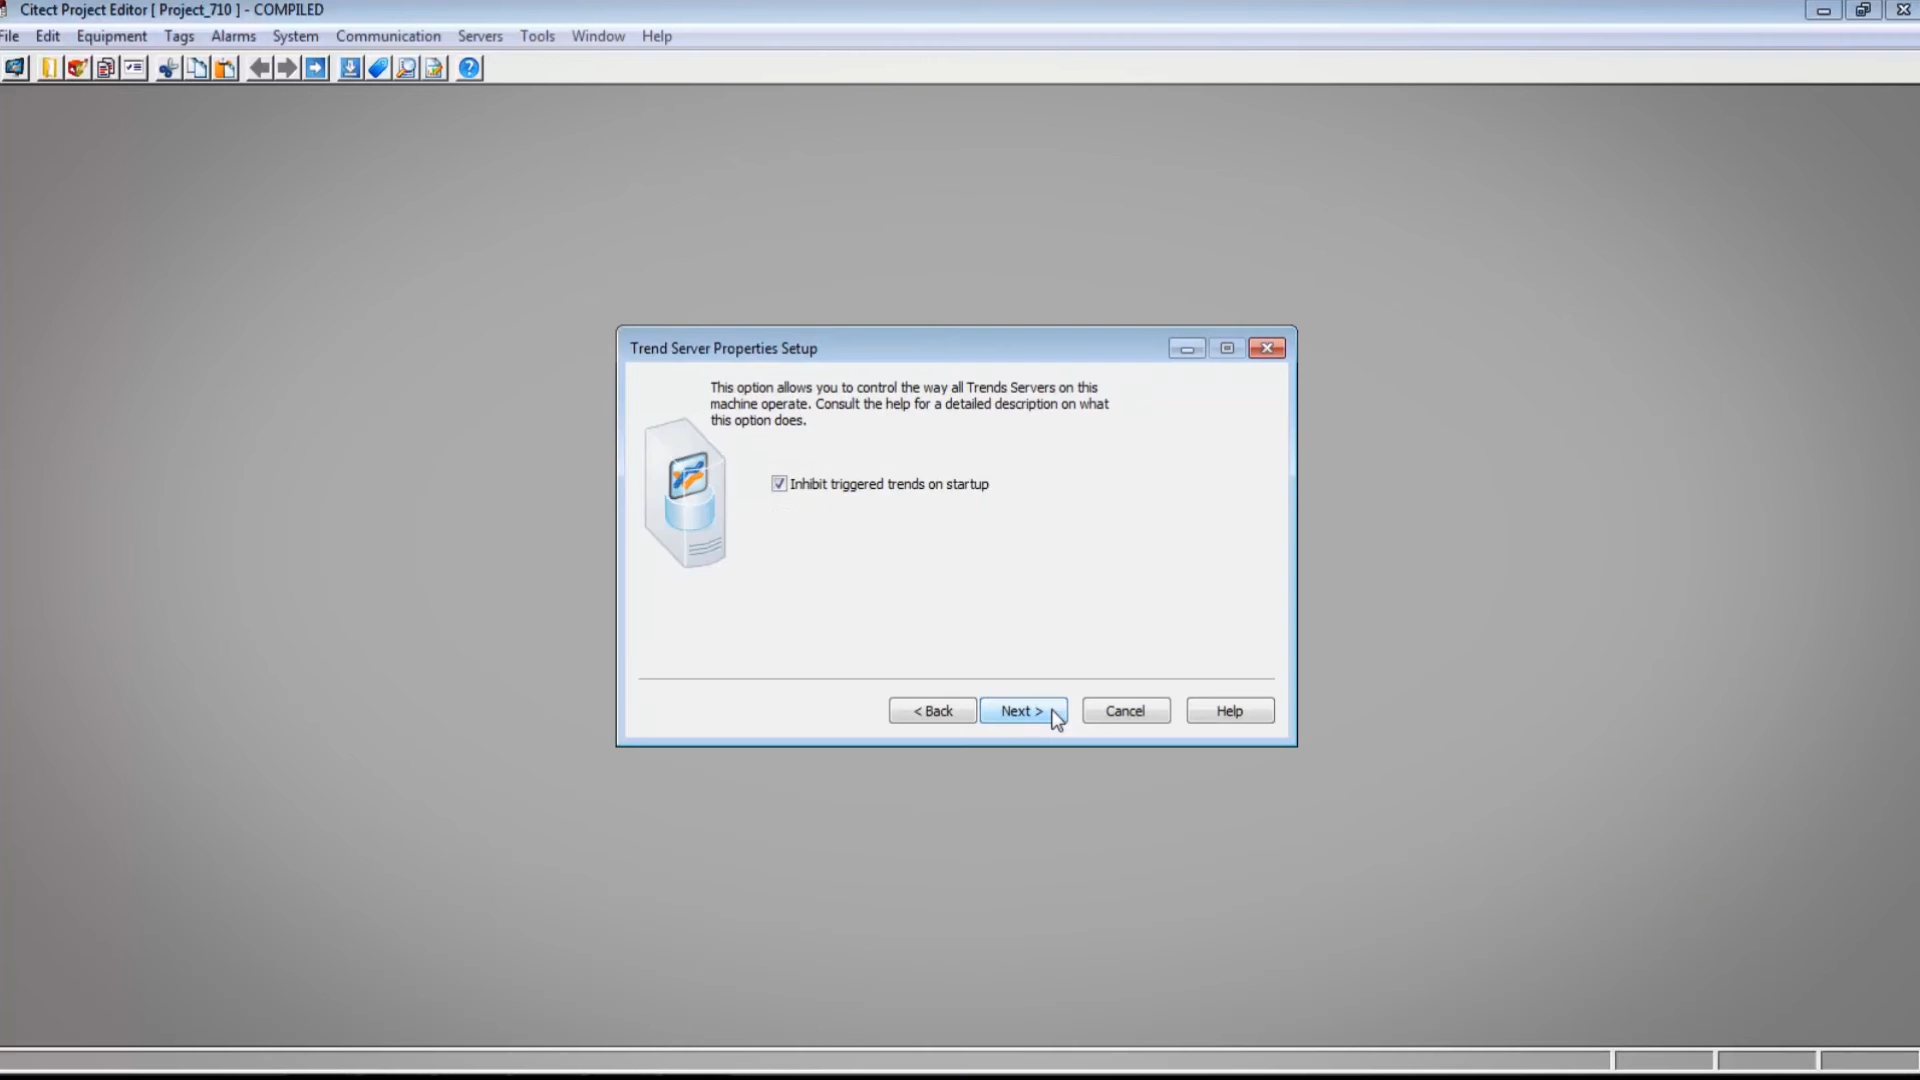 Citect Project Editor [ Project_710 ] - COMPILED
File Edit Equipment Tags Alarms System Communication Servers Tools Window Help
Trend Server Properties Setup
This option allows you to control the way all Trends Servers on this
machine operate. Consult the help for a detailed description on what
this option does.
Inhibit triggered trends on startup
< Back Next > Cancel Help